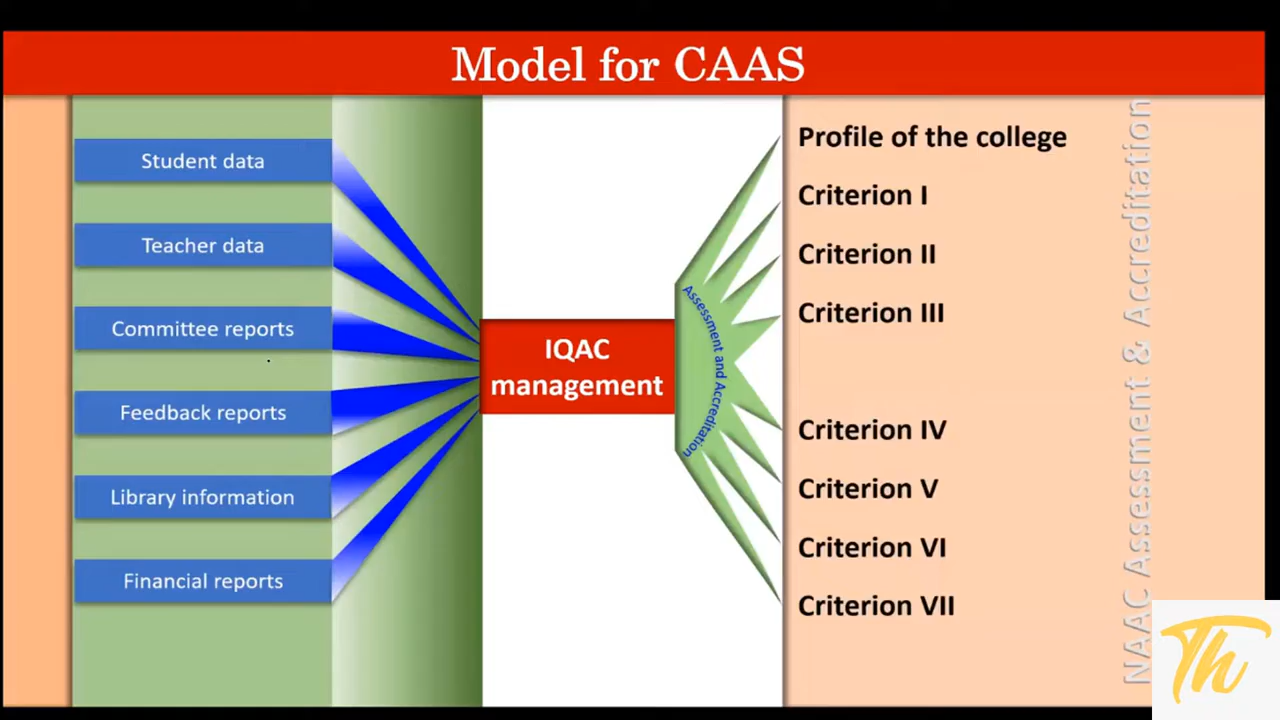 Model for CAAS
Student data
Teacher data
Committee reports
Feedback reports
Library information
Financial reports
IQAC
management
Assessment and Accreditation
Profile of the college
Criterion I
Criterion II
Criterion III
Criterion IV
Criterion V
Criterion VI
Criterion VII
NAAC Assessment & Accreditation
Th